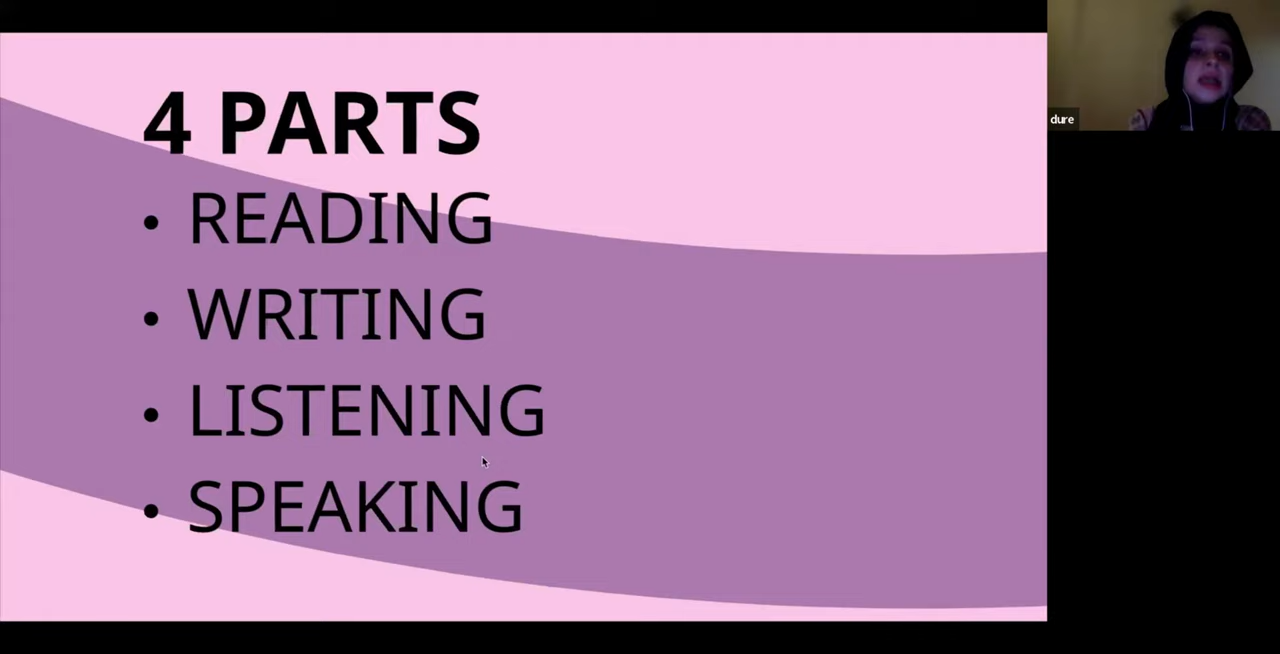 4 PARTS
• READING
• WRITING
• LISTENING
• SPEAKING
dure